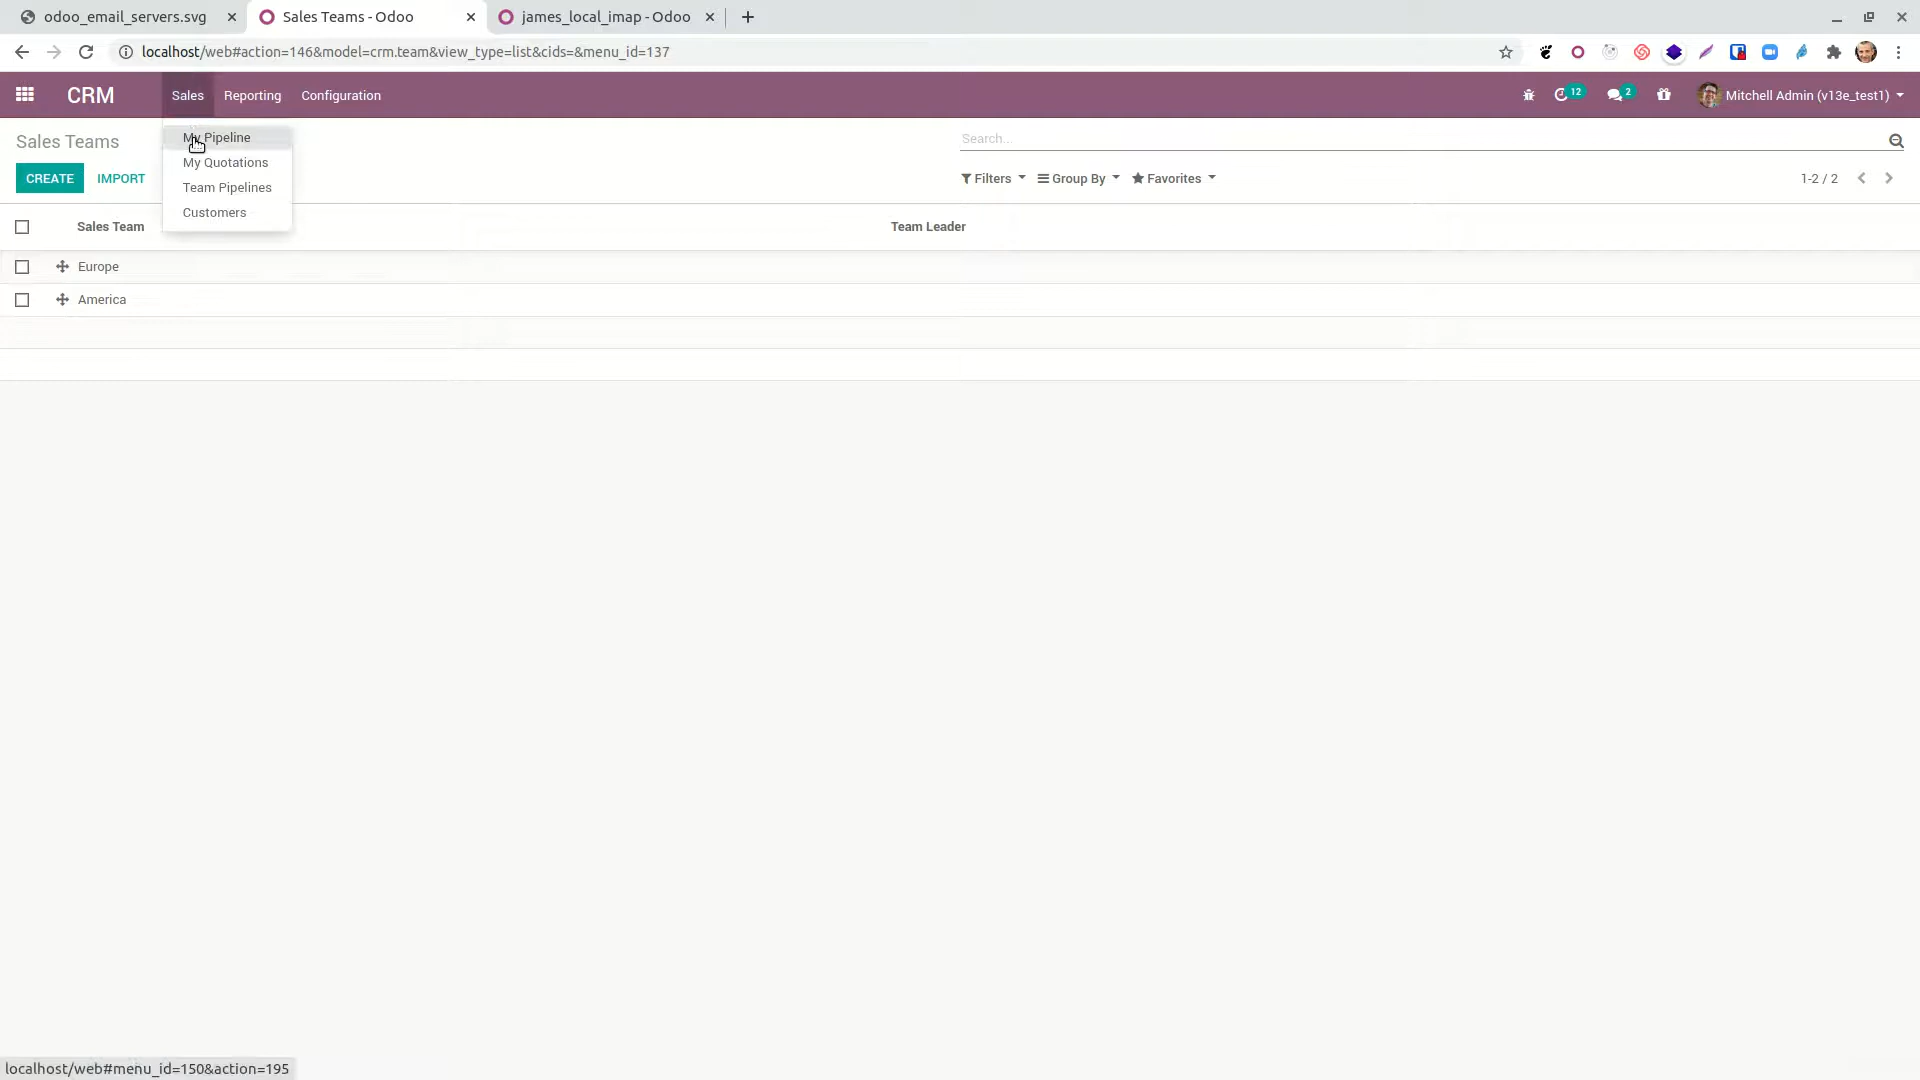 odoo_email_servers.svg
Sales Teams - Odoo
james_local_imap - Odoo
localhost/web#action=146&model=crm.team&view_type=list&cids=&menu_id=137
CRM
Sales
Reporting
Configuration
12
2
Mitchell Admin (v13e_test1)
Sales Teams
My Pipeline
My Quotations
Team Pipelines
Customers
Search...
CREATE
IMPORT
Filters
Group By
Favorites
1-2 / 2
Sales Team
Team Leader
Europe
America
localhost/web#menu_id=150&action=195